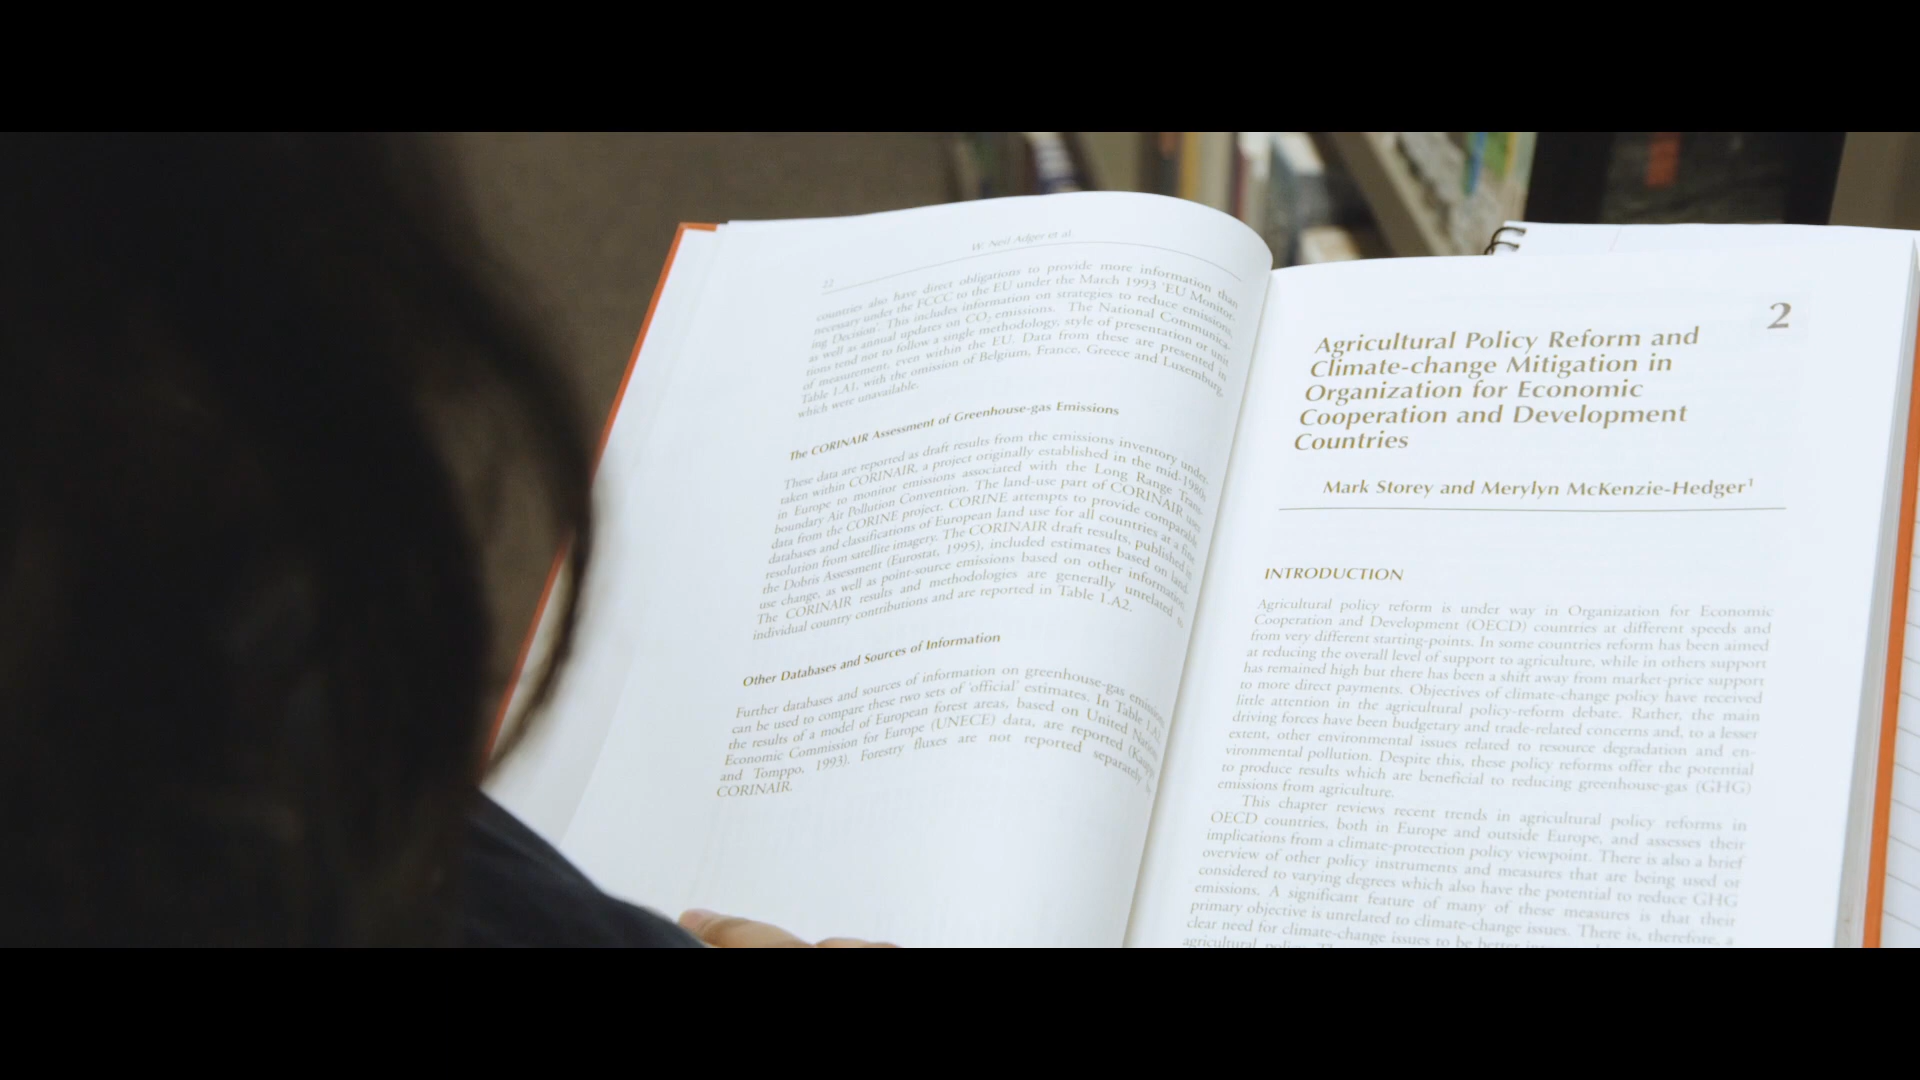 22
W. Neil Adger et al.
countries also have direct obligations to provide more information than
necessary under the FCCC to the EU under the March 1993 'EU Monitor-
ing Decision'. This includes information on strategies to reduce emissions,
as well as annual updates on CO₂ emissions. The National Communica-
tions tend not to follow a single methodology, style of presentation or unit
of measurement, even within the EU. Data from these are presented in
Table 1.A1, with the omission of Belgium, France, Greece and Luxemburg,
which were unavailable.
The CORINAIR Assessment of Greenhouse-gas Emissions
These data are reported as draft results from the emissions inventory under-
taken within CORINAIR, a project originally established in the mid-1980s
in Europe to monitor emissions associated with the Long Range Trans-
boundary Air Pollution Convention. The land-use part of CORINAIR uses
data from the CORINE project. CORINE attempts to provide comparable
databases and classifications of European land use for all countries at a fine
resolution from satellite imagery. The CORINAIR draft results, published in
the Dobris Assessment (Eurostat, 1995), included estimates based on land-
use change, as well as point-source emissions based on other information.
The CORINAIR results and methodologies are generally unrelated to
individual country contributions and are reported in Table 1.A2.
Other Databases and Sources of Information
Further databases and sources of information on greenhouse-gas emissions
can be used to compare these two sets of 'official' estimates. In Table 1.A1,
the results of a model of European forest areas, based on United Nations
Economic Commission for Europe (UNECE) data, are reported (Kauppi
and Tomppo, 1993). Forestry fluxes are not reported separately by
CORINAIR.
2
Agricultural Policy Reform and
Climate-change Mitigation in
Organization for Economic
Cooperation and Development
Countries
Mark Storey and Merylyn McKenzie-Hedger¹
INTRODUCTION
Agricultural policy reform is under way in Organization for Economic
Cooperation and Development (OECD) countries at different speeds and
from very different starting-points. In some countries reform has been aimed
at reducing the overall level of support to agriculture, while in others support
has remained high but there has been a shift away from market-price support
to more direct payments. Objectives of climate-change policy have received
little attention in the agricultural policy-reform debate. Rather, the main
driving forces have been budgetary and trade-related concerns and, to a lesser
extent, other environmental issues related to resource degradation and en-
vironmental pollution. Despite this, these policy reforms offer the potential
to produce results which are beneficial to reducing greenhouse-gas (GHG)
emissions from agriculture.
This chapter reviews recent trends in agricultural policy reforms in
OECD countries, both in Europe and outside Europe, and assesses their
implications from a climate-protection policy viewpoint. There is also a brief
overview of other policy instruments and measures that are being used or
considered to varying degrees which also have the potential to reduce GHG
emissions. A significant feature of many of these measures is that their
primary objective is unrelated to climate-change issues. There is, therefore, a
clear need for climate-change issues to be better
agricultural